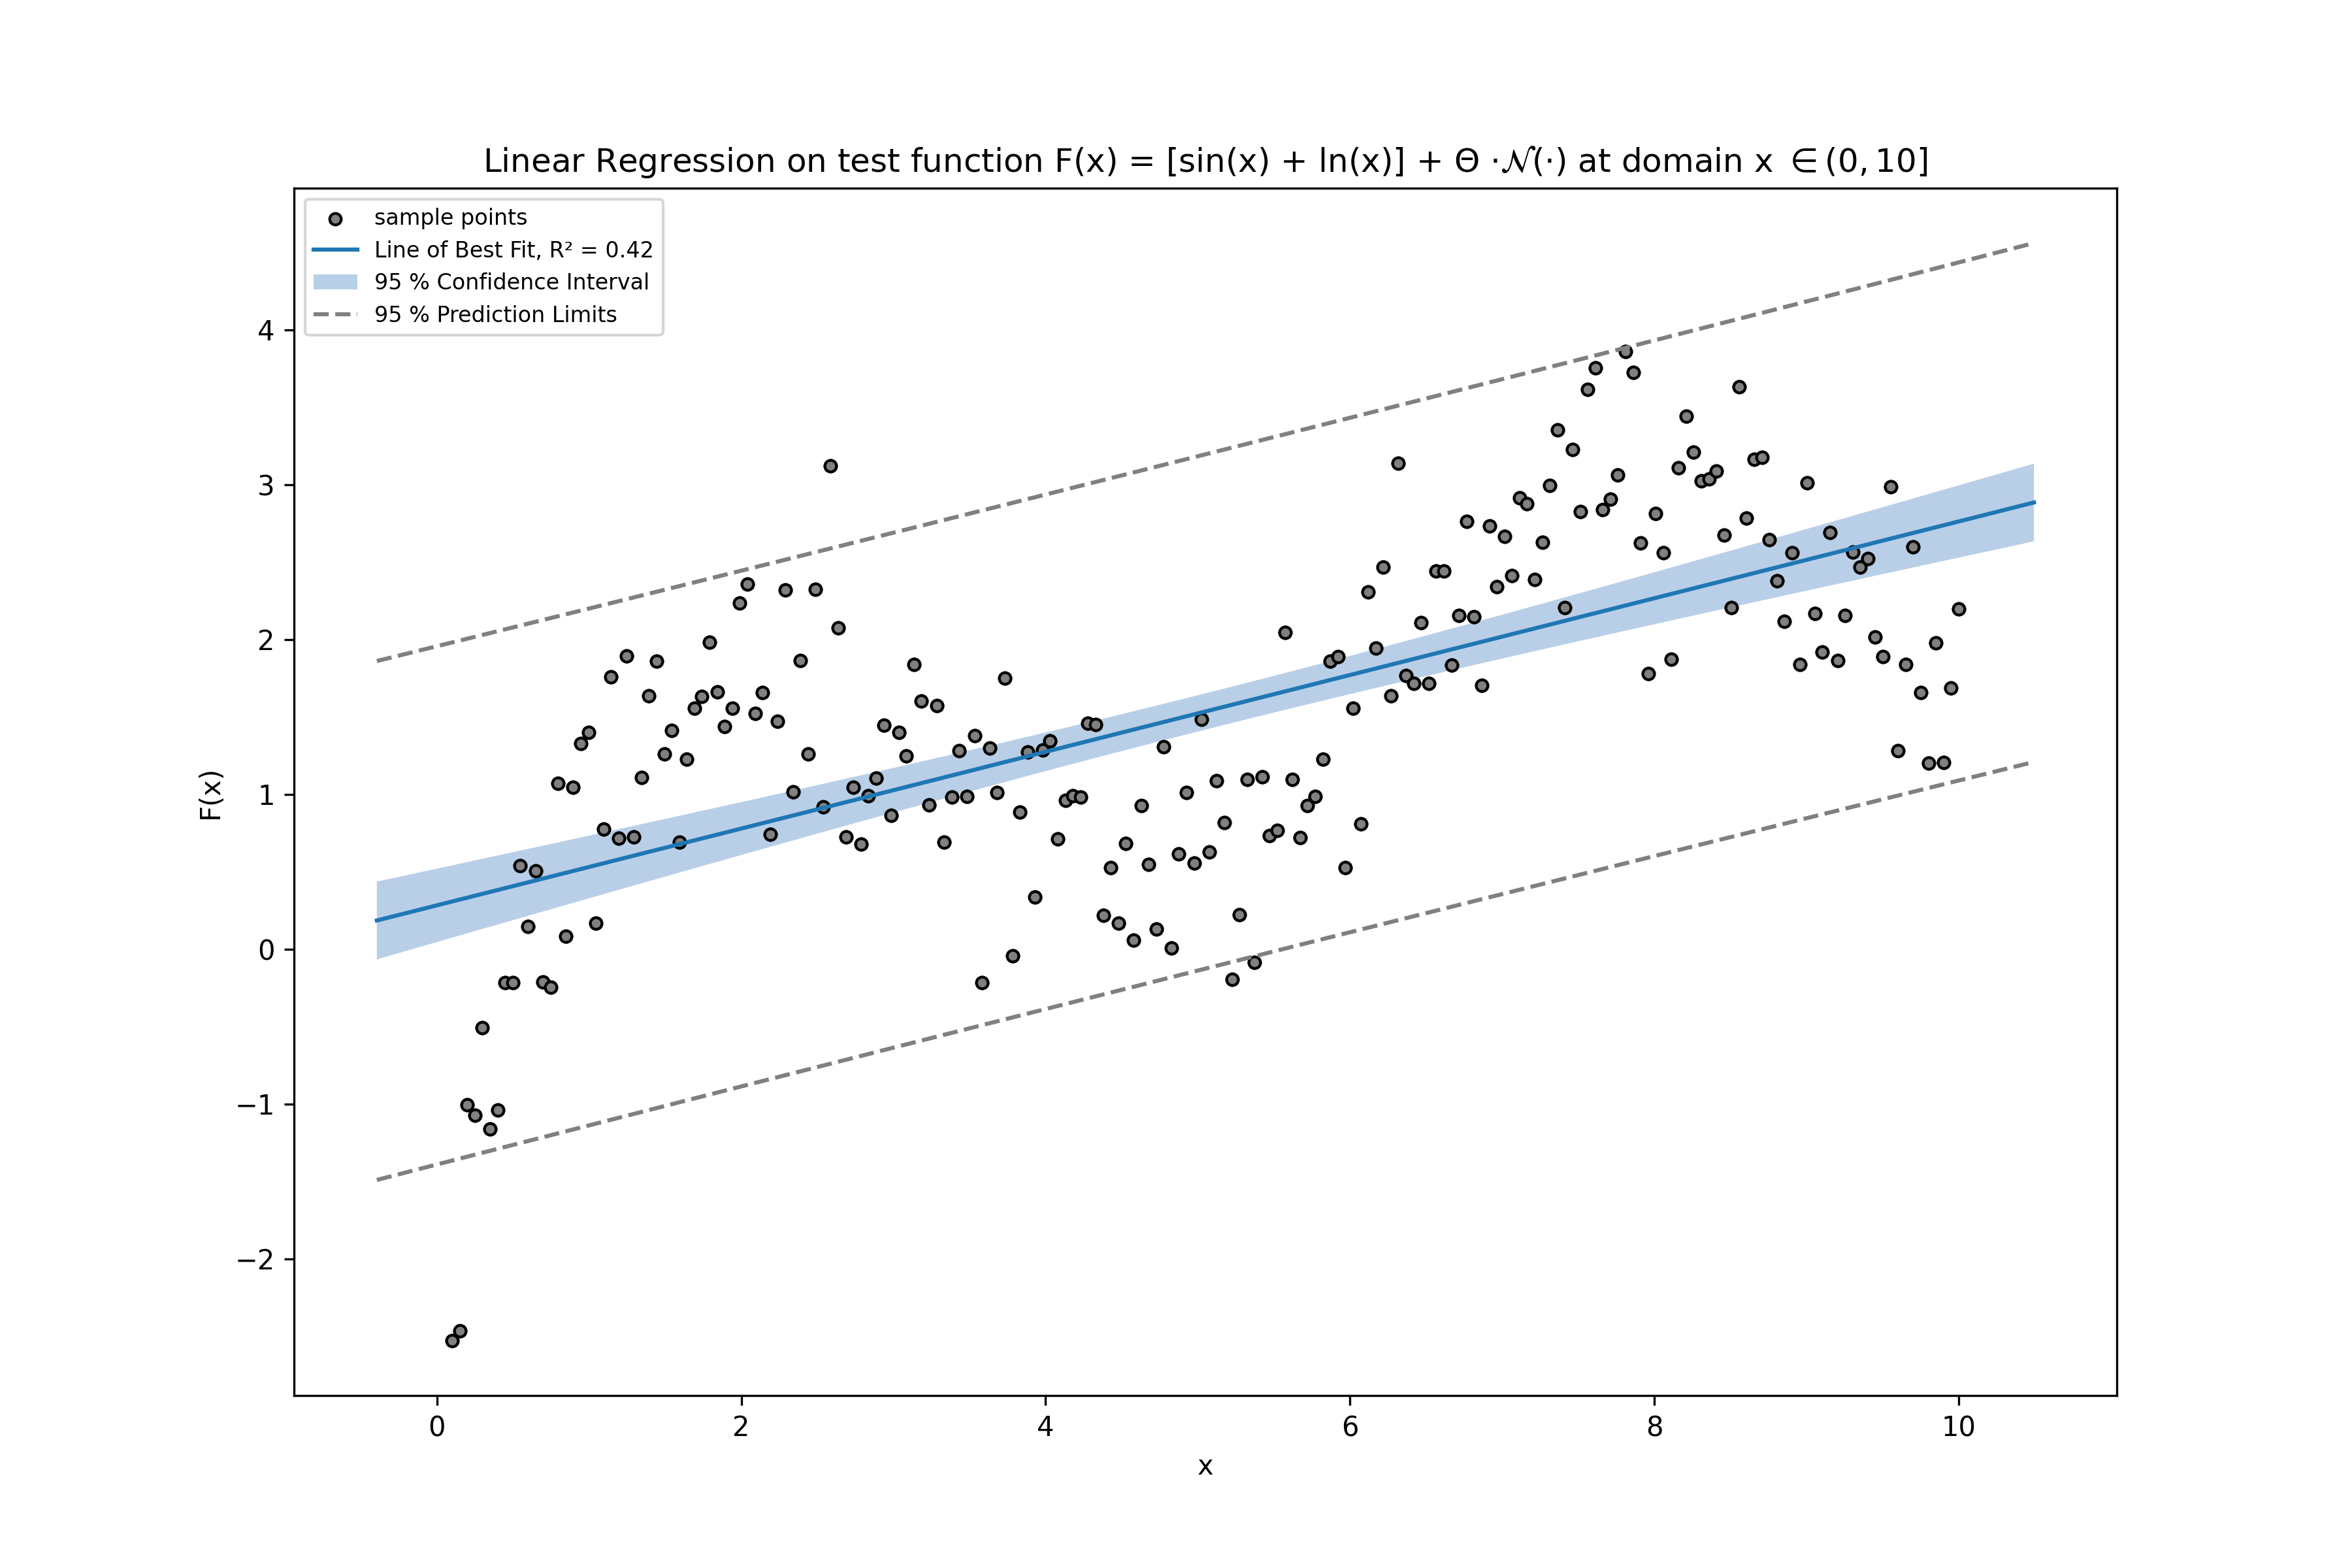 Linear Regression on test function F(x) = [sin(x) + ln(x)] + Θ ·𝒩(·) at domain x ∈ (0, 10]
sample points
Line of Best Fit, R² = 0.42
95 % Confidence Interval
95 % Prediction Limits
4
3
2
1
0
−1
−2
F(x)
0 2 4 6 8 10
x